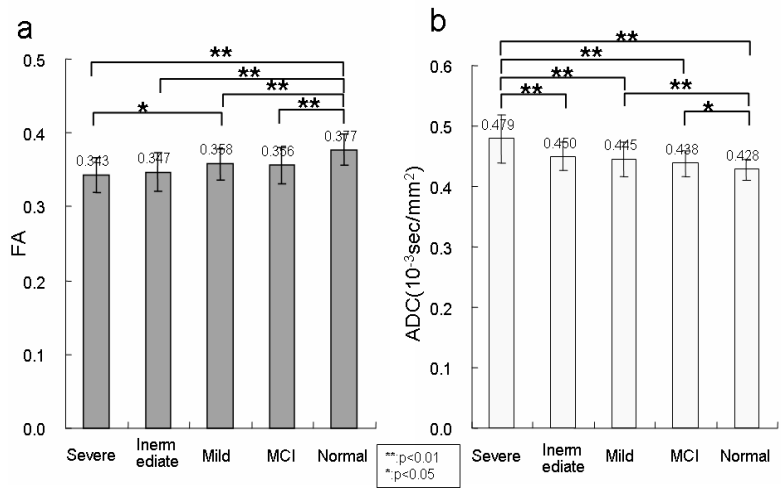 a
**
**
**
*
**
0.5
0.4
0.3
0.2
0.1
0.0
FA
0.343
0.347
0.358
0.356
0.377
Severe
Inerm
ediate
Mild
MCI
Normal
b
**
**
**
**
**
*
0.6
0.5
0.4
0.3
0.2
0.1
0.0
ADC(10⁻³sec/mm²)
0.479
0.450
0.445
0.438
0.428
Severe
Inerm
ediate
Mild
MCI
Normal
**:p<0.01
*:p<0.05